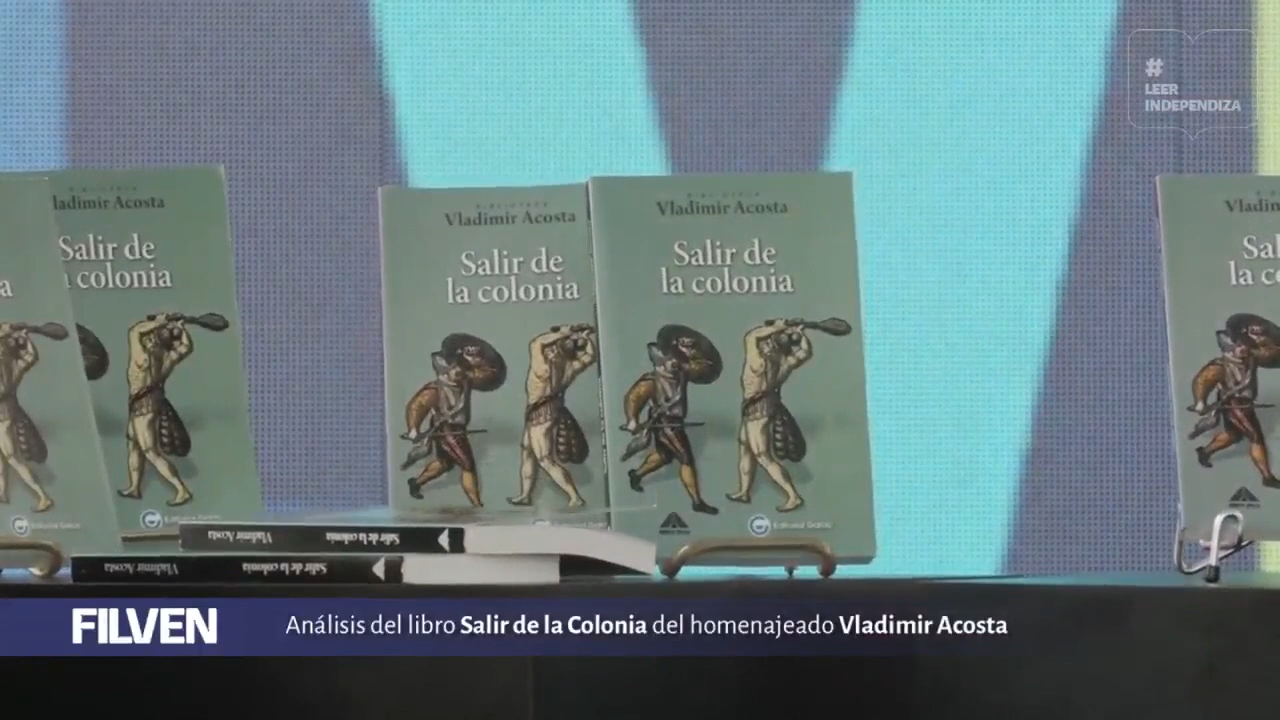 #
LEER
INDEPENDIZA
Vladimir Acosta
Salir de
la colonia
BIBLIOTECA
Vladimir Acosta
Salir de
la colonia
BIBLIOTECA
Vladimir Acosta
Salir de
la colonia
Vladimir Acosta
Salir de la colonia
Vladimir Acosta
Salir de la colonia
FILVEN
Análisis del libro Salir de la Colonia del homenajeado Vladimir Acosta